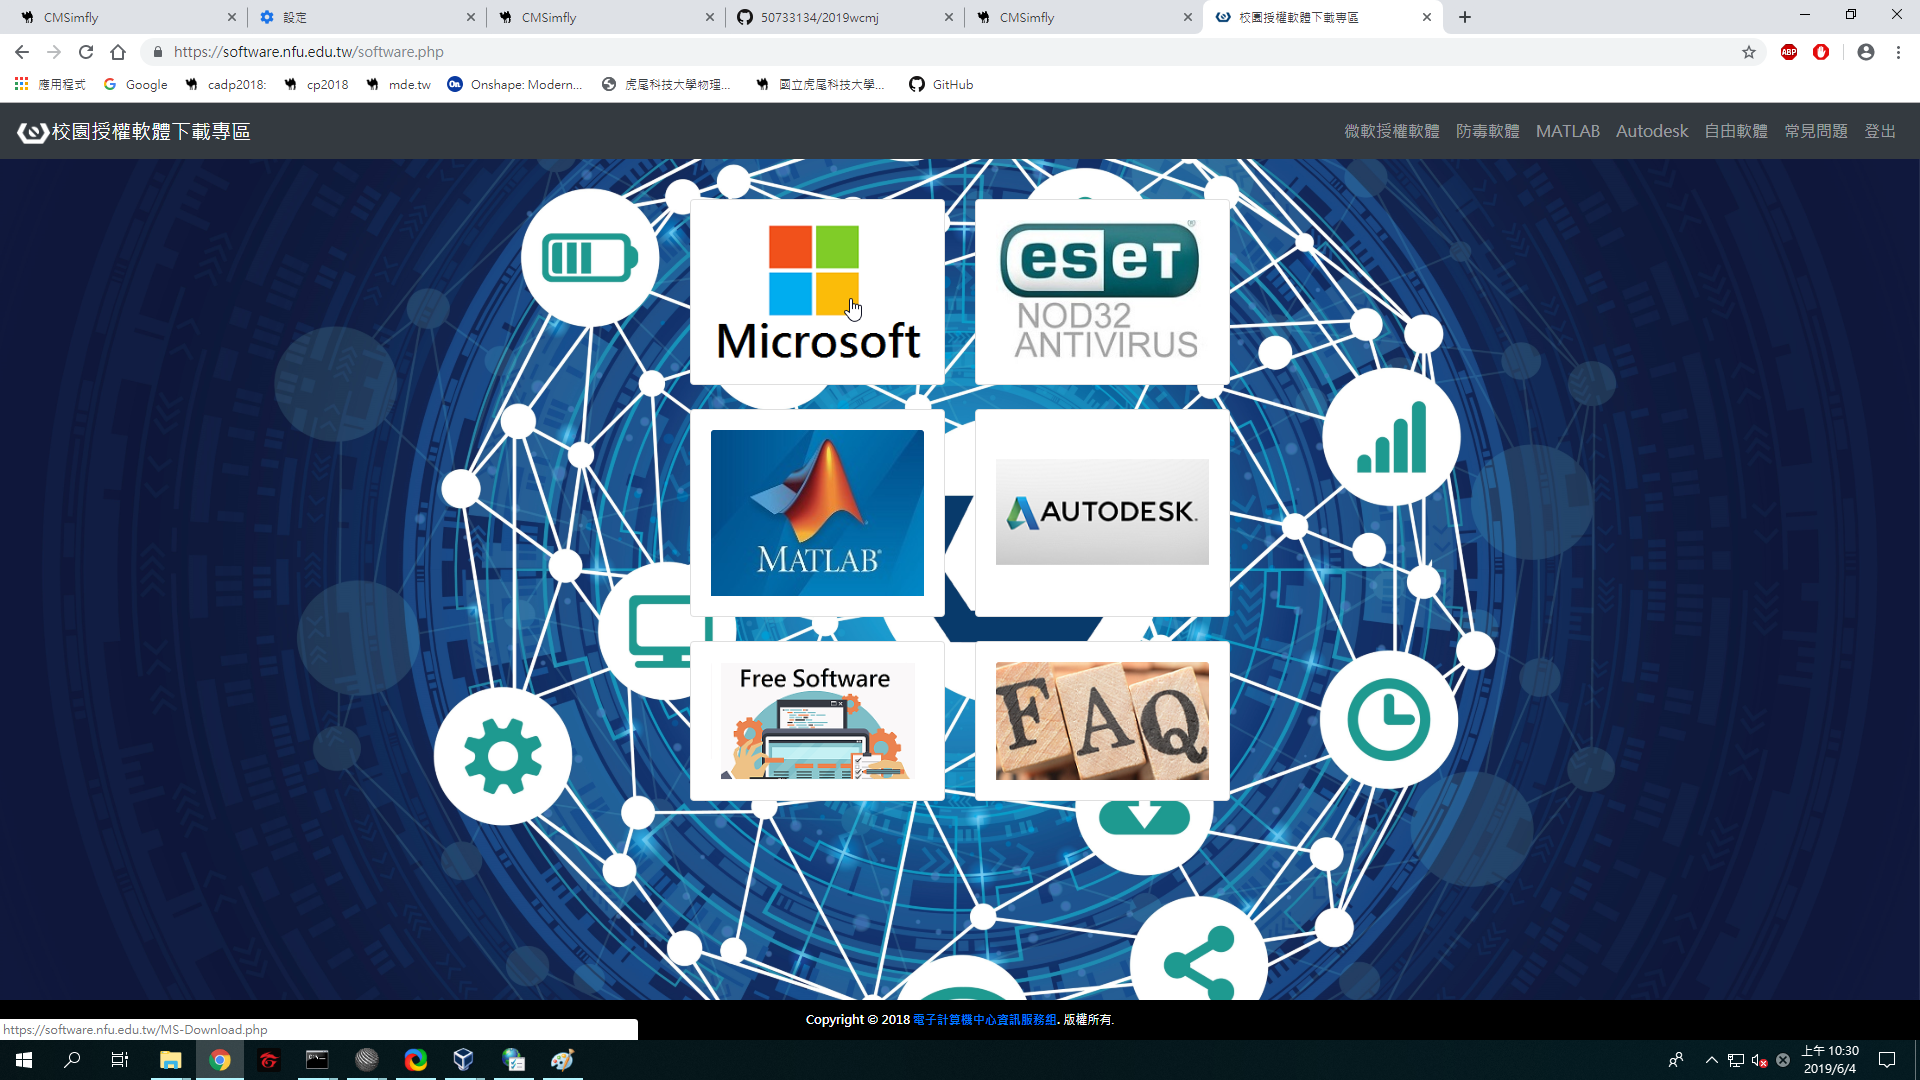 CMSimfly
設定
CMSimfly
50733134/2019wcmj
CMSimfly
校園授權軟體下載專區
https://software.nfu.edu.tw/software.php
ABP
應用程式
Google
cadp2018:
cp2018
mde.tw
On
Onshape: Modern...
虎尾科技大學物理...
國立虎尾科技大學...
GitHub
校園授權軟體下載專區
微軟授權軟體
防毒軟體
MATLAB
Autodesk
自由軟體
常見問題
登出
Microsoft
eseT®
NOD32
ANTIVIRUS
MATLAB®
AUTODESK.
Free Software
FAQ
Copyright © 2018 電子計算機中心資訊服務組. 版權所有.
https://software.nfu.edu.tw/MS-Download.php
上午 10:30
2019/6/4